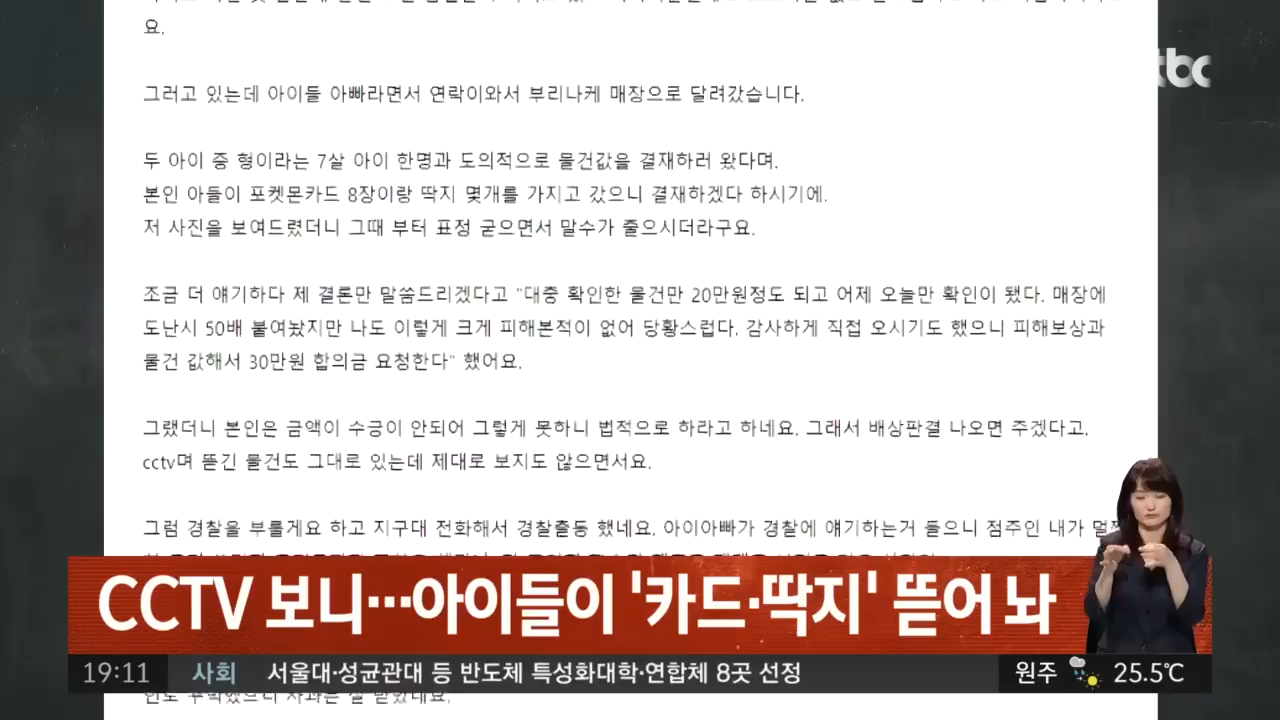 요.
그러고 있는데 아이들 아빠라면서 연락이와서 부리나케 매장으로 달려갔습니다.
두 아이 중 형이라는 7살 아이 한명과 도의적으로 물건값을 결재하러 왔다며.
본인 아들이 포켓몬카드 8장이랑 딱지 몇개를 가지고 갔으니 결재하겠다 하시기에.
저 사진을 보여드렸더니 그때 부터 표정 굳으면서 말수가 줄으시더라구요.
조금 더 얘기하다 제 결론만 말씀드리겠다고 "대충 확인한 물건만 20만원정도 되고 어제 오늘만 확인이 됐다. 매장에
도난시 50배 붙여놨지만 나도 이렇게 크게 피해본적이 없어 당황스럽다. 감사하게 직접 오시기도 했으니 피해보상과
물건 값해서 30만원 합의금 요청한다" 했어요.
그랬더니 본인은 금액이 수긍이 안되어 그렇게 못하니 법적으로 하라고 하네요. 그래서 배상판결 나오면 주겠다고.
cctv며 뜯긴 물건도 그대로 있는데 제대로 보지도 않으면서요.
그럼 경찰을 부룰게요 하고 지구대 전화해서 경찰출동 했네요. 아이아빠가 경찰에 얘기하는거 들으니 점주인 내가
CCTV 보니…아이들이 '카드·딱지' 뜯어 놔
19:11 사회 서울대·성균관대 등 반도체 특성화대학·연합체 8곳 선정 원주 25.5℃
jtbc